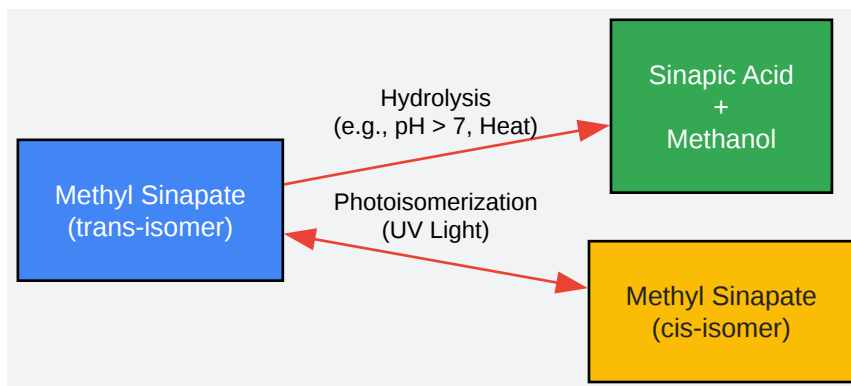 Sinapic Acid
+
Methanol
Hydrolysis
(e.g., pH > 7, Heat)
Methyl Sinapate
(trans-isomer)
Photoisomerization
(UV Light)
Methyl Sinapate
(cis-isomer)